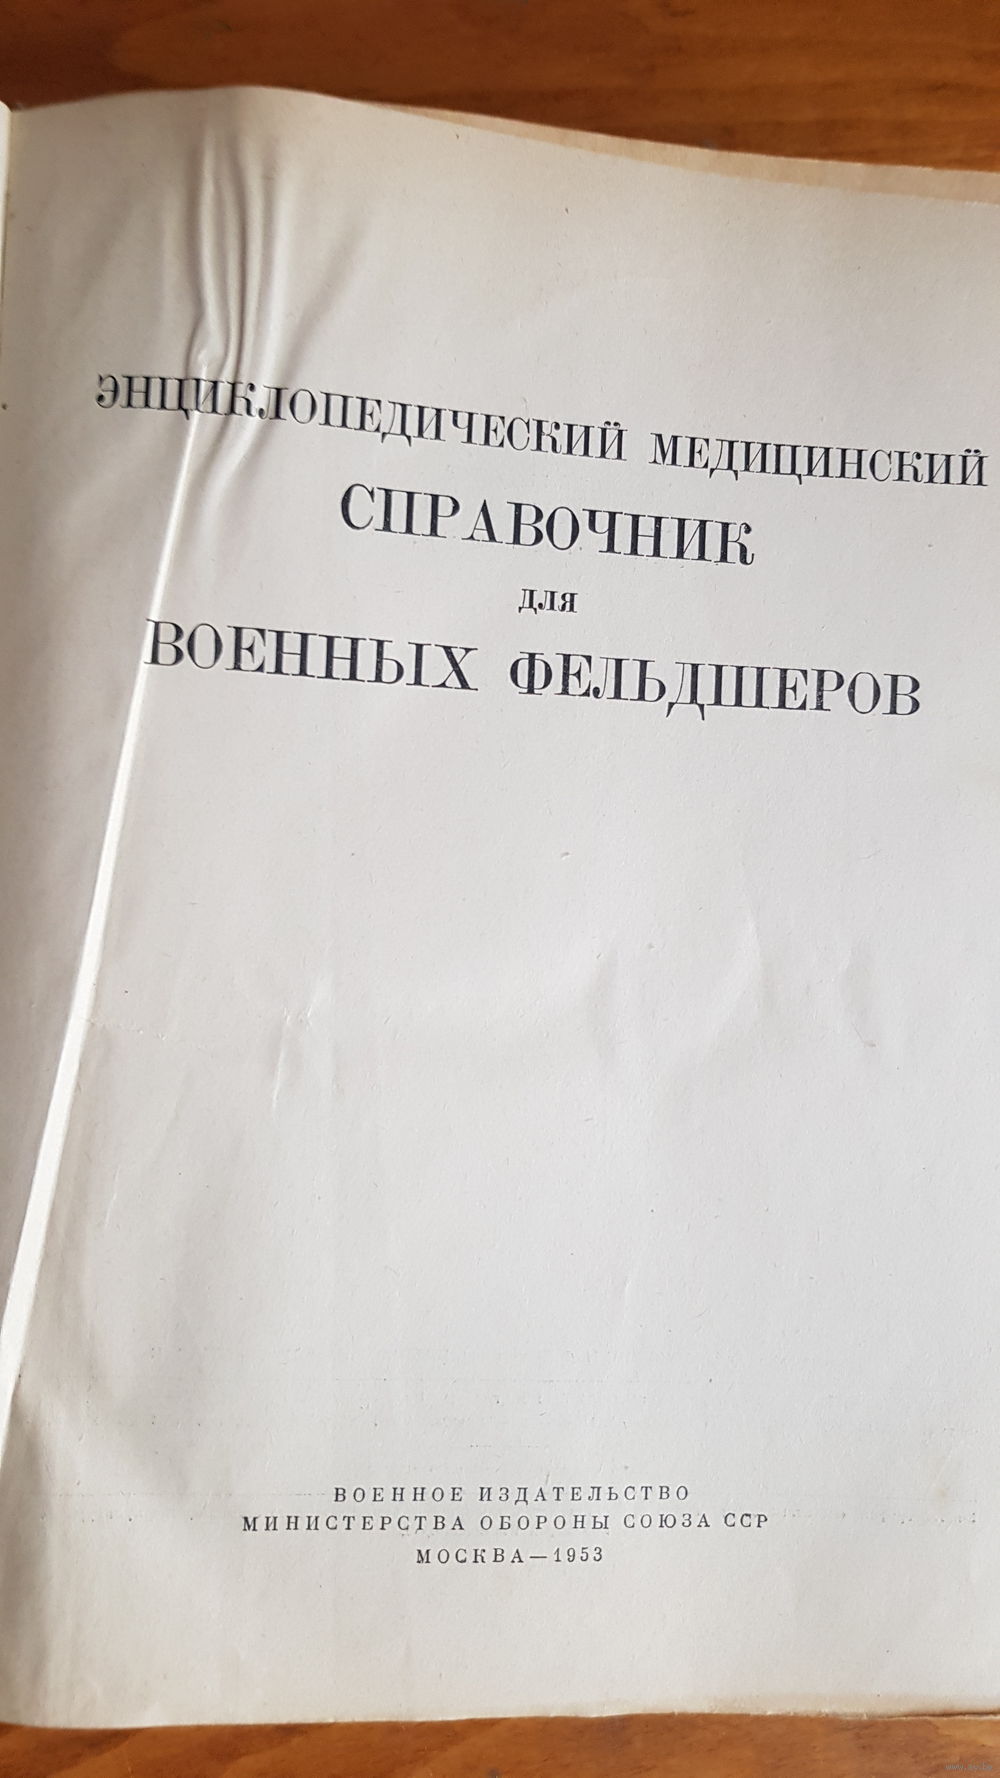 ЭНЦИКЛОПЕДИЧЕСКИЙ МЕДИЦИНСКИЙ
СПРАВОЧНИК
ДЛЯ
ВОЕННЫХ ФЕЛЬДШЕРОВ
ВОЕННОЕ ИЗДАТЕЛЬСТВО
МИНИСТЕРСТВА ОБОРОНЫ СОЮЗА ССР
МОСКВА—1953